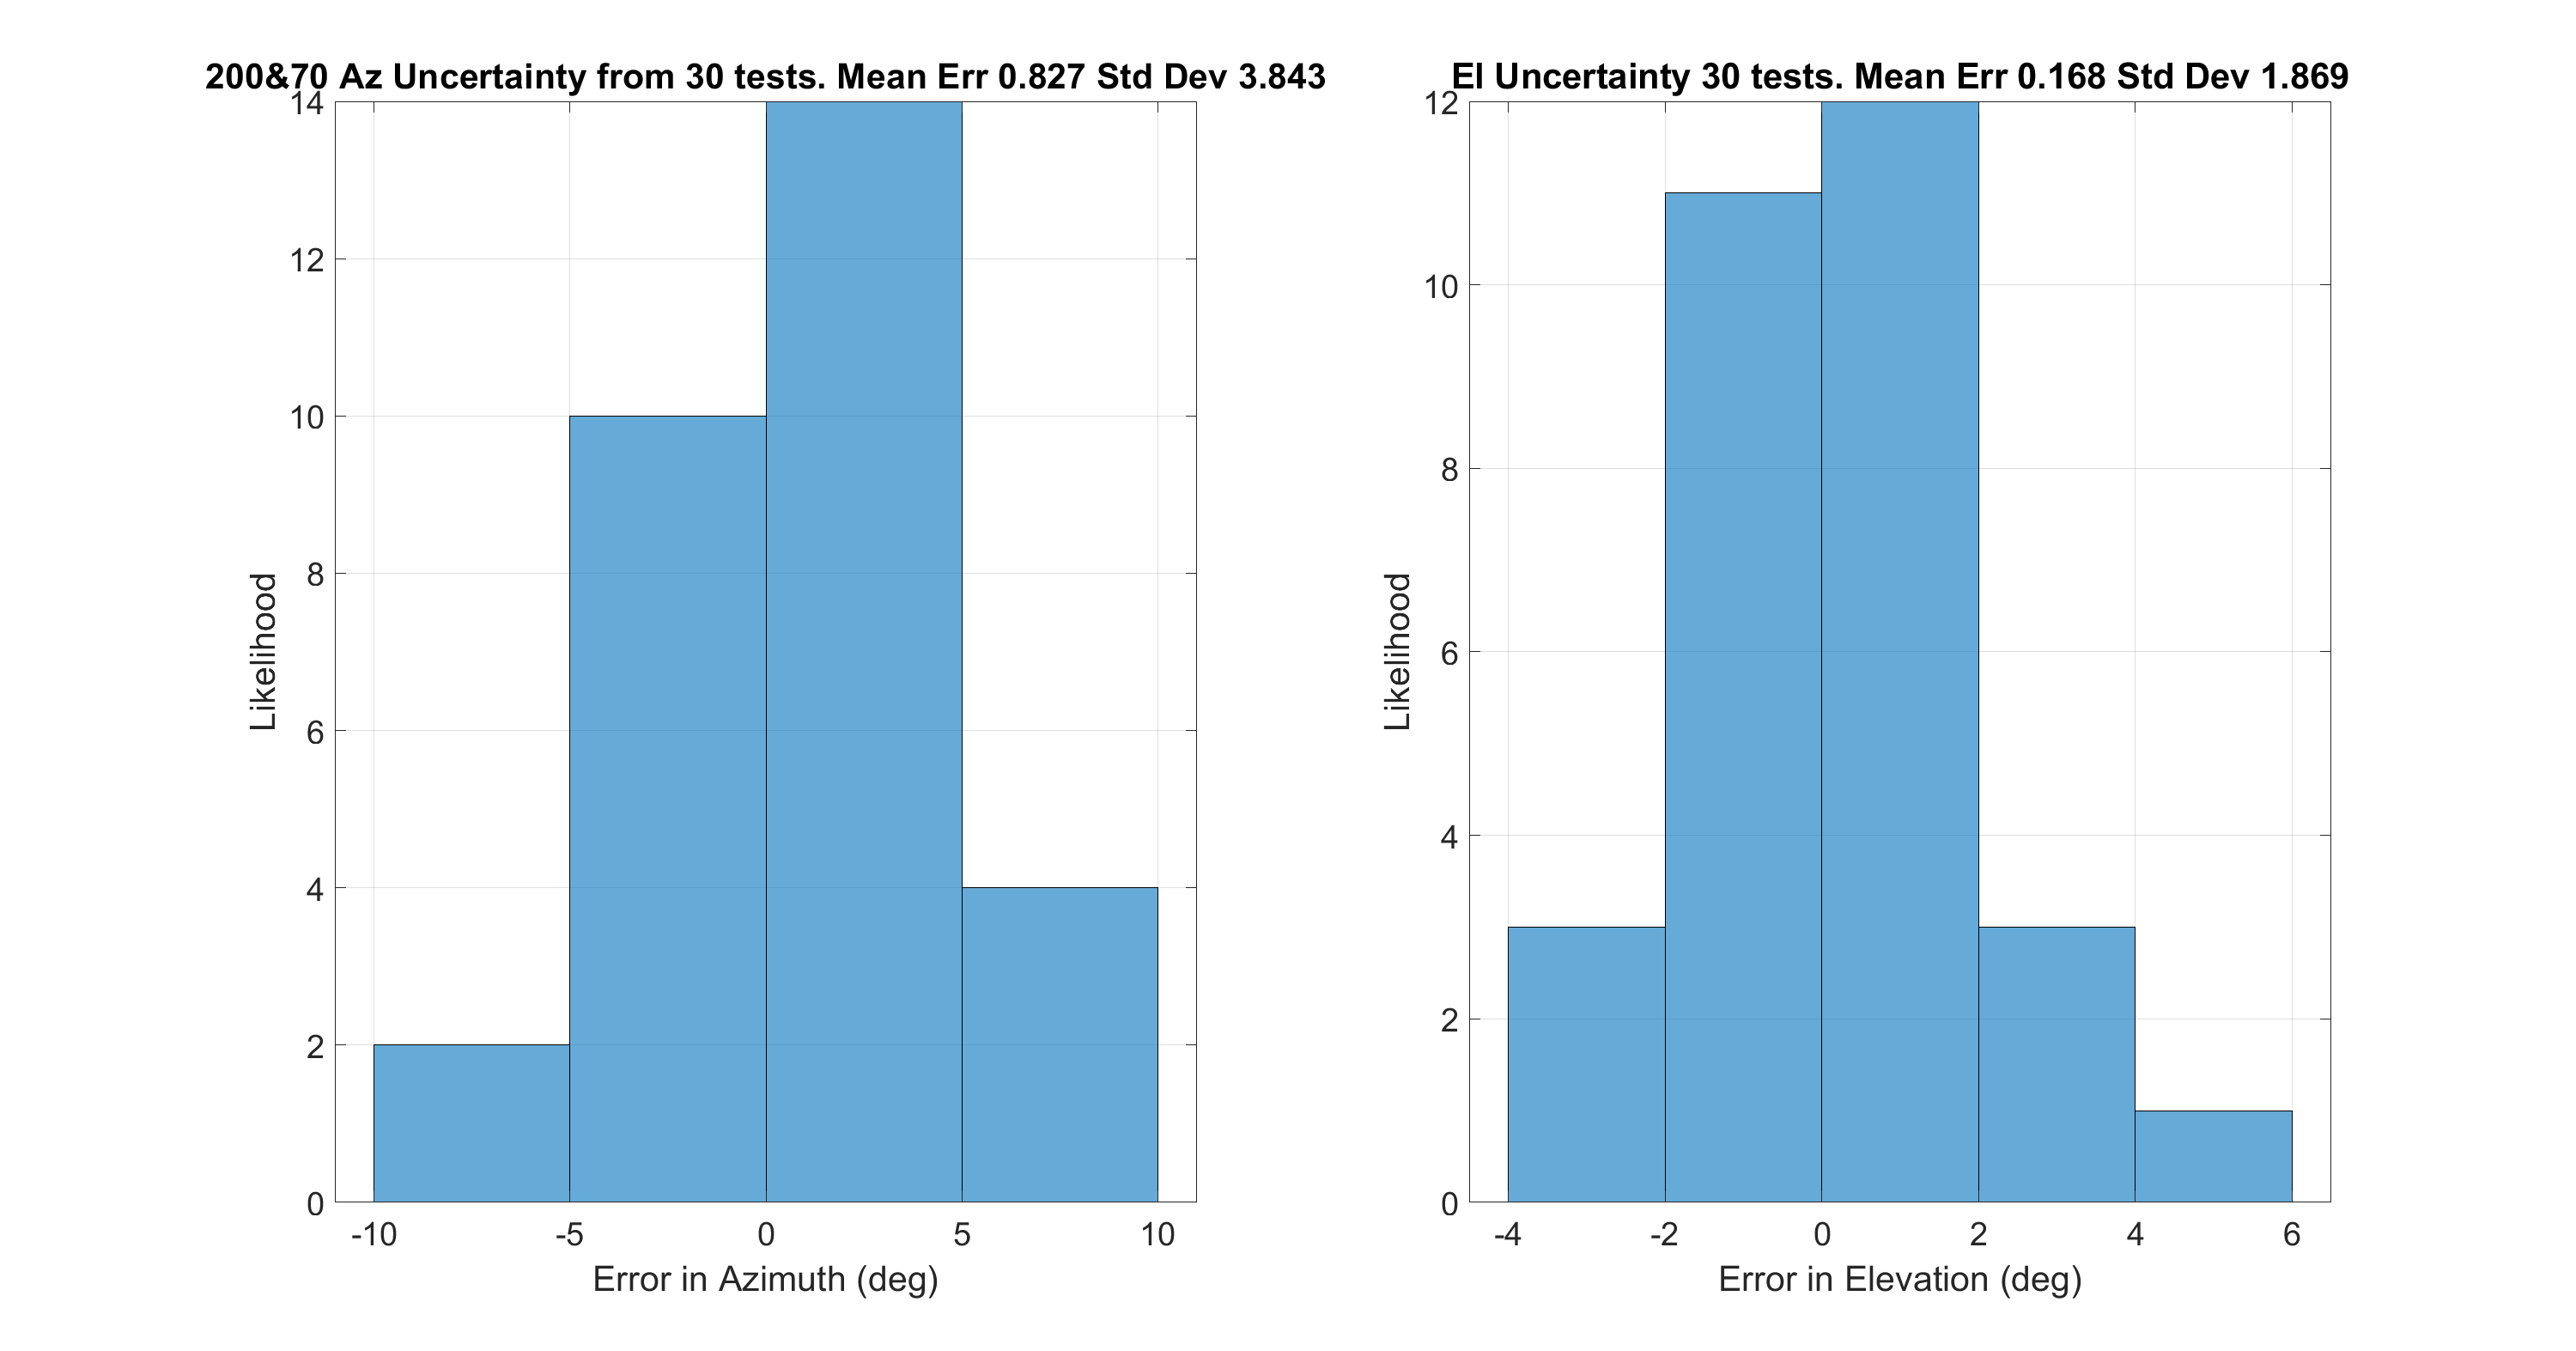 200&70 Az Uncertainty from 30 tests. Mean Err 0.827 Std Dev 3.843
14
12
10
8
6
4
2
0
Likelihood
-10 -5 0 5 10
Error in Azimuth (deg)
El Uncertainty 30 tests. Mean Err 0.168 Std Dev 1.869
12
10
8
6
4
2
0
Likelihood
-4 -2 0 2 4 6
Error in Elevation (deg)